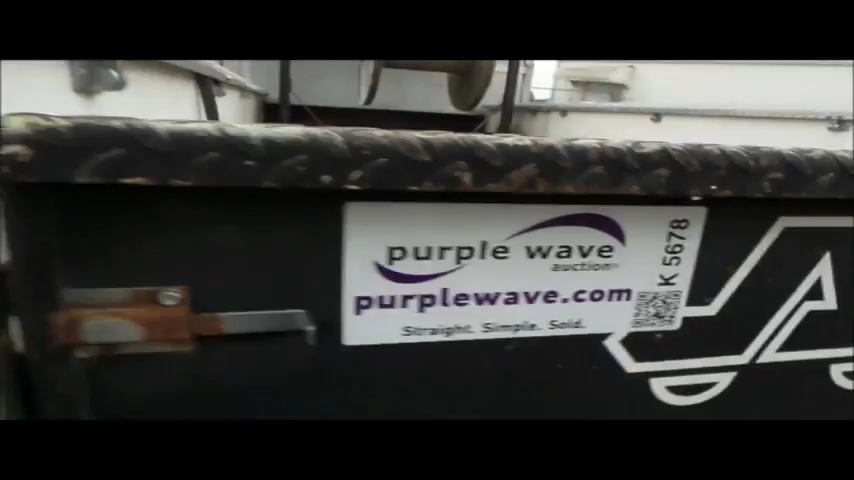 purple wave
auction
purplewave.com
Straight. Simple. Sold.
K 5678